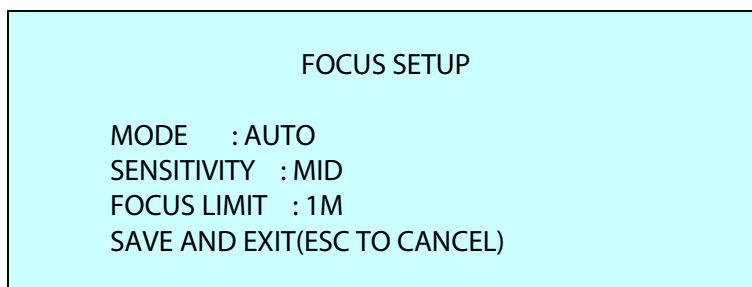 FOCUS SETUP
MODE : AUTO
SENSITIVITY : MID
FOCUS LIMIT : 1M
SAVE AND EXIT(ESC TO CANCEL)